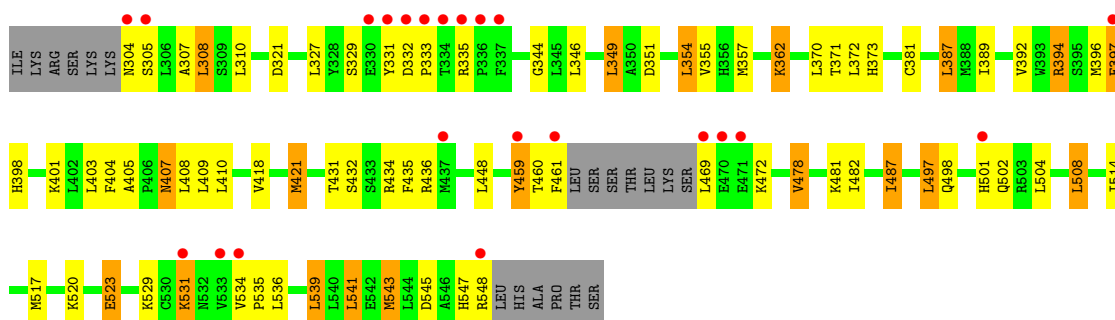 ILE LYS ARG SER LYS LYS N304 S305 L306 A307 L308 S309 L310 D321 L327 Y328 S329 E330 Y331 D332 P333 T334 R335 P336 F337 G344 L345 L346 L349 A350 D351 L354 V355 H356 M357 K362 L370 T371 L372 H373 C381 L387 M388 I389 V392 W393 R394 S395 M396
H398 K401 L402 L403 F404 A405 P406 N407 L408 L409 L410 V418 M421 T431 S432 S433 R434 F435 R436 M437 L448 Y459 T460 F461 LEU SER SER THR LEU LYS SER L469 E470 E471 K472 V478 K481 I482 I487 L497 Q498 H501 Q502 R503 L504 L508
M517 K520 E523 K529 C530 K531 N532 V533 V534 P535 L536 L539 L540 L541 E542 M543 L544 D545 A546 H547 R548 LEU HIS ALA PRO THR SER